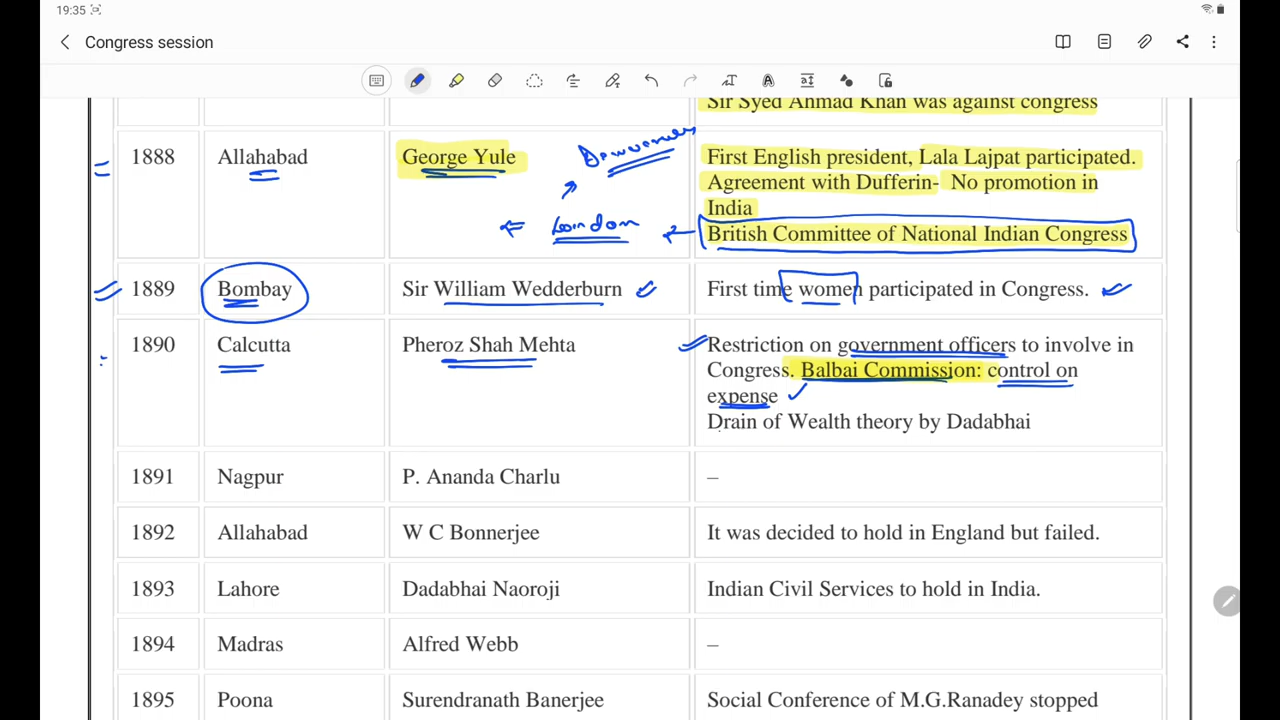 19:35
Congress session
Sir Syed Ahmad Khan was against congress
1888 Allahabad George Yule First English president, Lala Lajpat participated.
Agreement with Dufferin- No promotion in
India
London
British Committee of National Indian Congress
1889 Bombay Sir William Wedderburn First time women participated in Congress.
1890 Calcutta Pheroz Shah Mehta Restriction on government officers to involve in
Congress. Balbai Commission: control on
expense
Drain of Wealth theory by Dadabhai
1891 Nagpur P. Ananda Charlu –
1892 Allahabad W C Bonnerjee It was decided to hold in England but failed.
1893 Lahore Dadabhai Naoroji Indian Civil Services to hold in India.
1894 Madras Alfred Webb –
1895 Poona Surendranath Banerjee Social Conference of M.G.Ranadey stopped